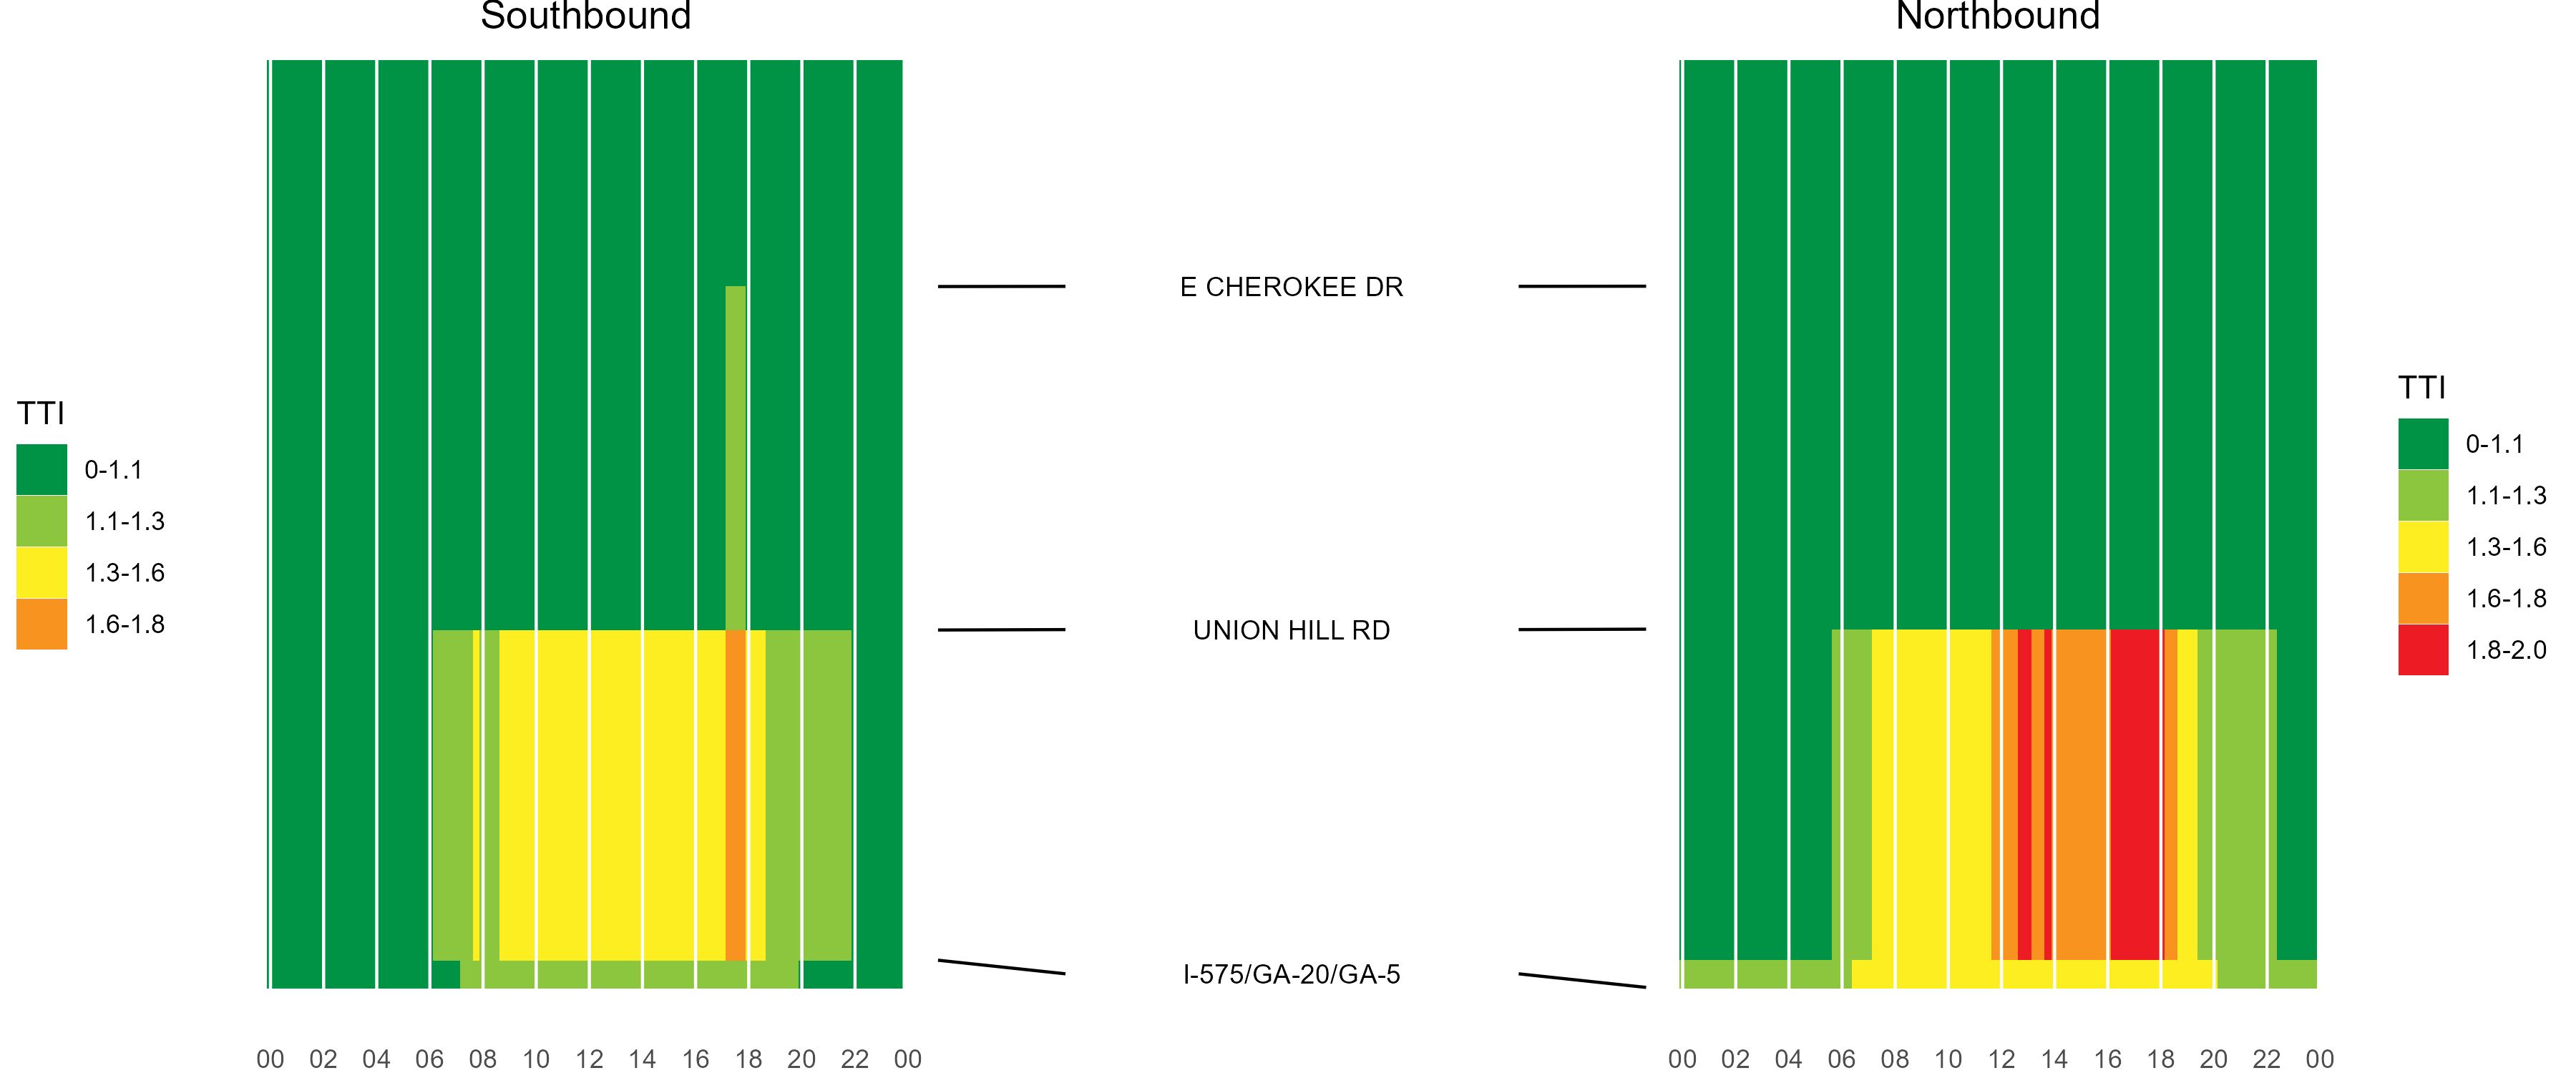 Southbound
Northbound
E CHEROKEE DR
UNION HILL RD
I-575/GA-20/GA-5
TTI
0-1.1
1.1-1.3
1.3-1.6
1.6-1.8
TTI
0-1.1
1.1-1.3
1.3-1.6
1.6-1.8
1.8-2.0
00 02 04 06 08 10 12 14 16 18 20 22 00
00 02 04 06 08 10 12 14 16 18 20 22 00